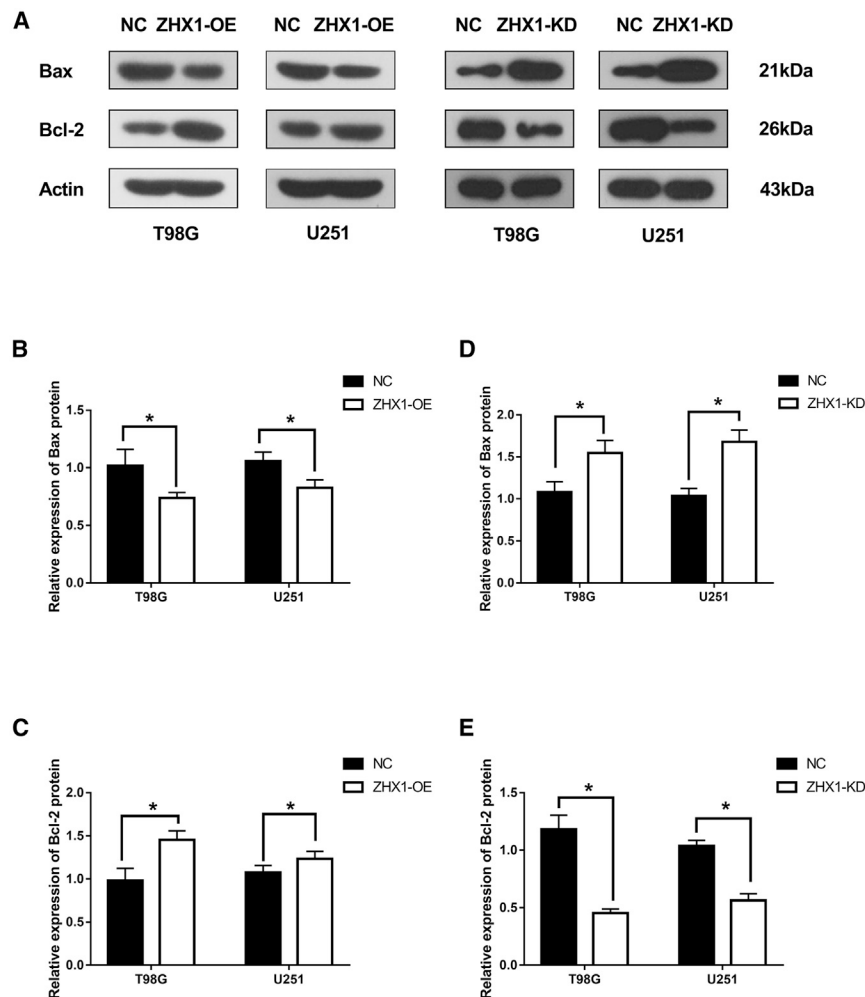 A
NC ZHX1-OE NC ZHX1-OE NC ZHX1-KD NC ZHX1-KD
Bax 21kDa
Bcl-2 26kDa
Actin 43kDa
T98G U251 T98G U251
B
NC
ZHX1-OE
Relative expression of Bax protein
1.5
1.0
0.5
0.0
* *
T98G U251
D
NC
ZHX1-KD
Relative expression of Bax protein
2.0
1.5
1.0
0.5
0.0
* *
T98G U251
C
NC
ZHX1-OE
Relative expression of Bcl-2 protein
2.0
1.5
1.0
0.5
0.0
* *
T98G U251
E
NC
ZHX1-KD
Relative expression of Bcl-2 protein
1.5
1.0
0.5
0.0
* *
T98G U251